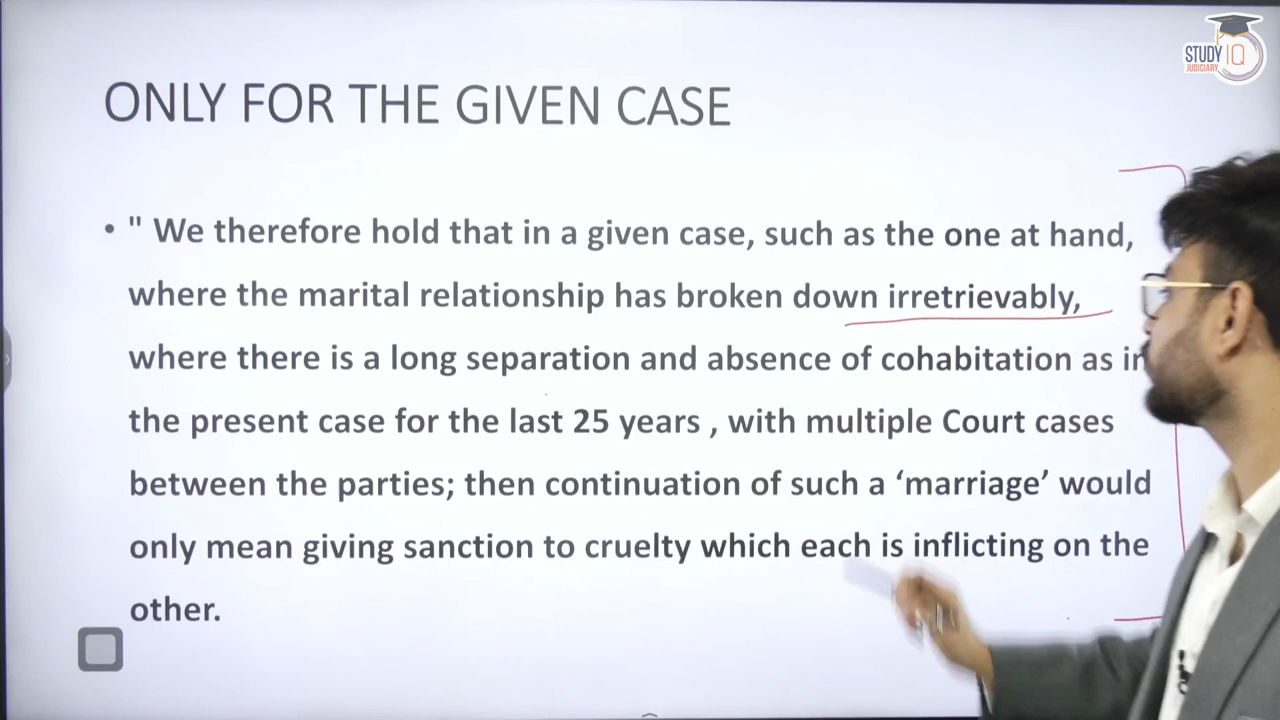 STUDY IQ
JUDICIARY
ONLY FOR THE GIVEN CASE
• " We therefore hold that in a given case, such as the one at hand,
where the marital relationship has broken down irretrievably,
where there is a long separation and absence of cohabitation as in
the present case for the last 25 years , with multiple Court cases
between the parties; then continuation of such a ‘marriage’ would
only mean giving sanction to cruelty which each is inflicting on the
other.